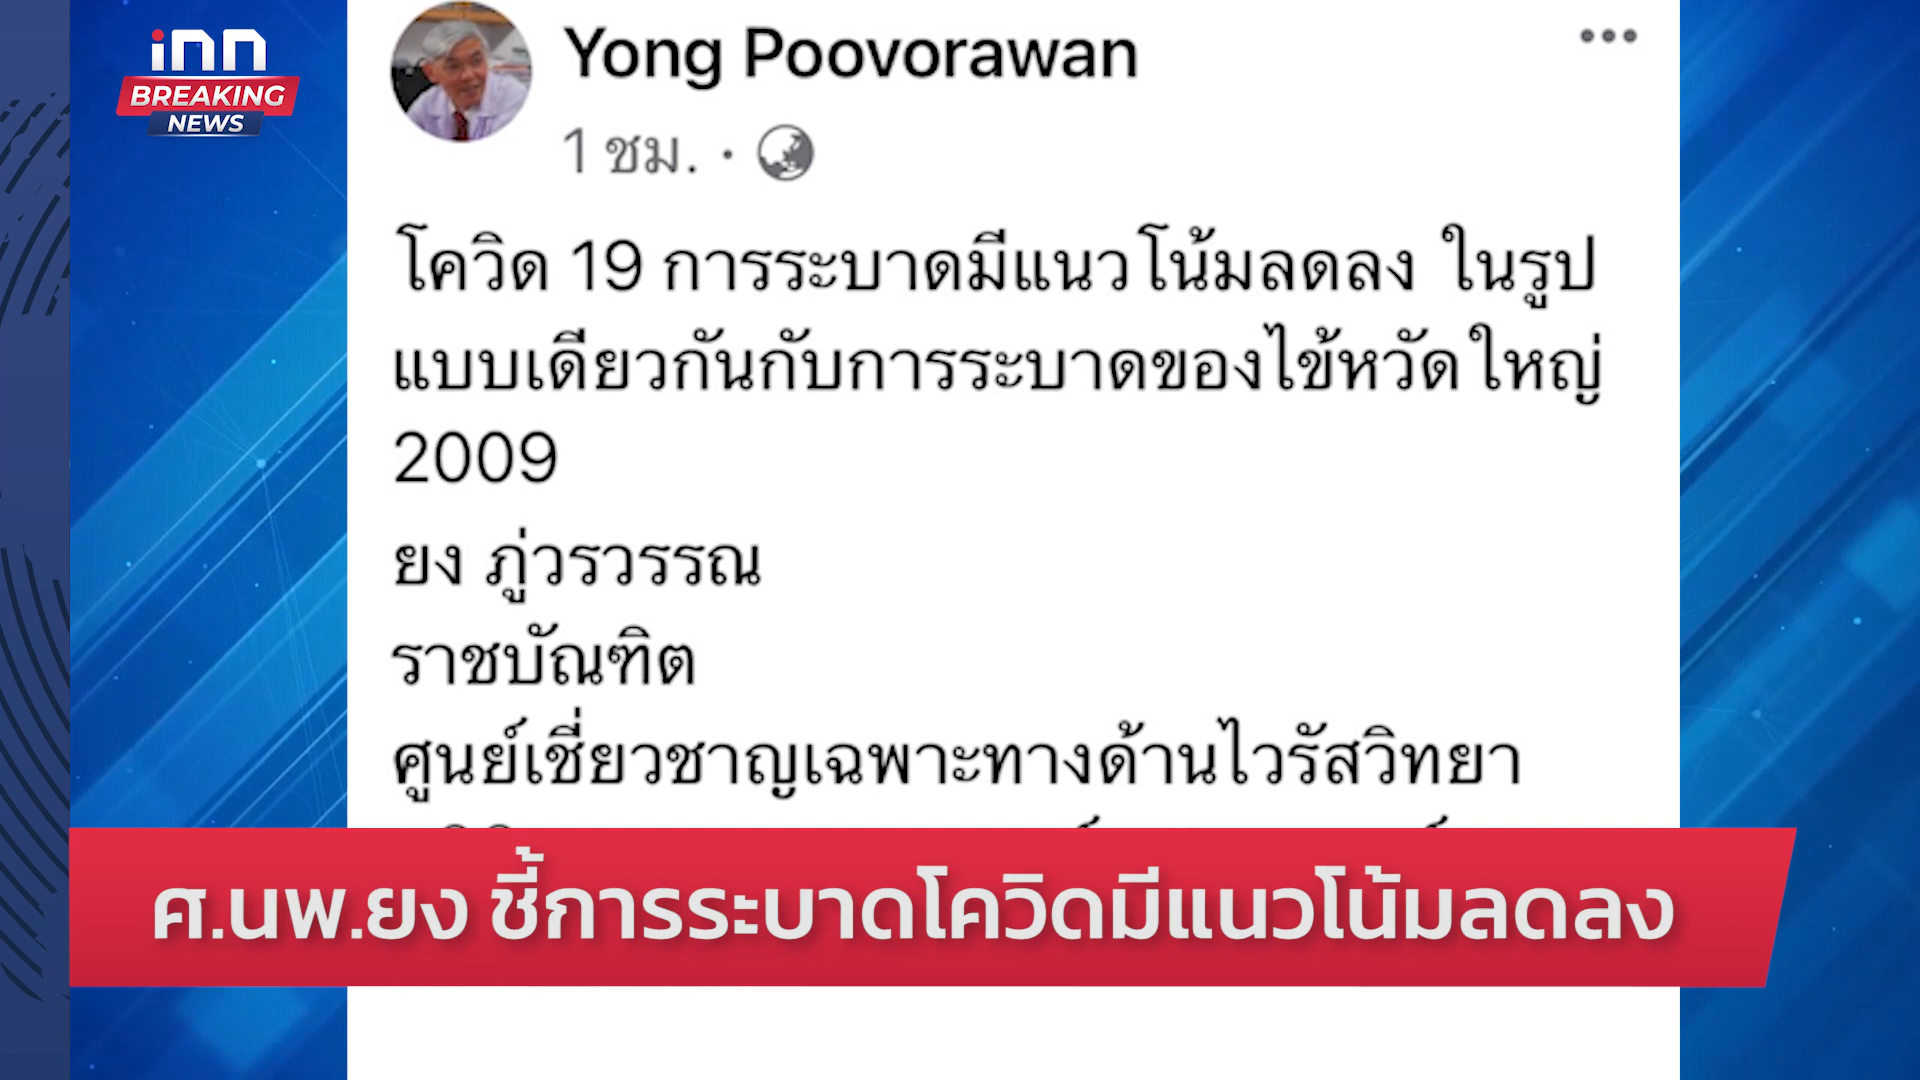 inn
BREAKING
NEWS
Yong Poovorawan
1 ชม. ·
โควิด 19 การระบาดมีแนวโน้มลดลง ในรูป
แบบเดียวกันกับการระบาดของไข้หวัดใหญ่
2009
ยง ภู่วรวรรณ
ราชบัณฑิต
ศูนย์เชี่ยวชาญเฉพาะทางด้านไวรัสวิทยา
ศ.นพ.ยง ชี้การระบาดโควิดมีแนวโน้มลดลง